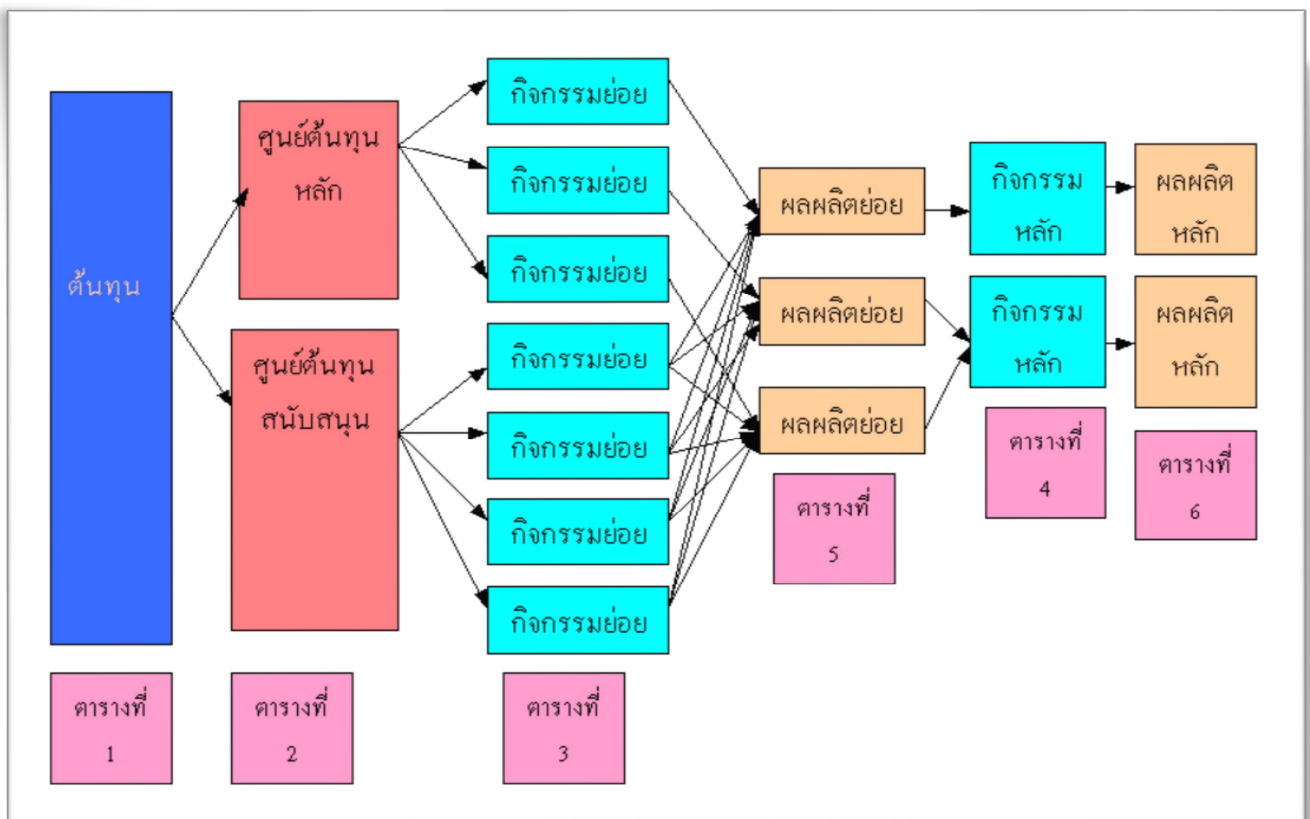 ต้นทุน
ศูนย์ต้นทุน
หลัก
ศูนย์ต้นทุน
สนับสนุน
กิจกรรมย่อย
กิจกรรมย่อย
กิจกรรมย่อย
กิจกรรมย่อย
กิจกรรมย่อย
กิจกรรมย่อย
กิจกรรมย่อย
ผลผลิตย่อย
ผลผลิตย่อย
ผลผลิตย่อย
กิจกรรม
หลัก
กิจกรรม
หลัก
ผลผลิต
หลัก
ผลผลิต
หลัก
ตารางที่
1
ตารางที่
2
ตารางที่
3
ตารางที่
5
ตารางที่
4
ตารางที่
6